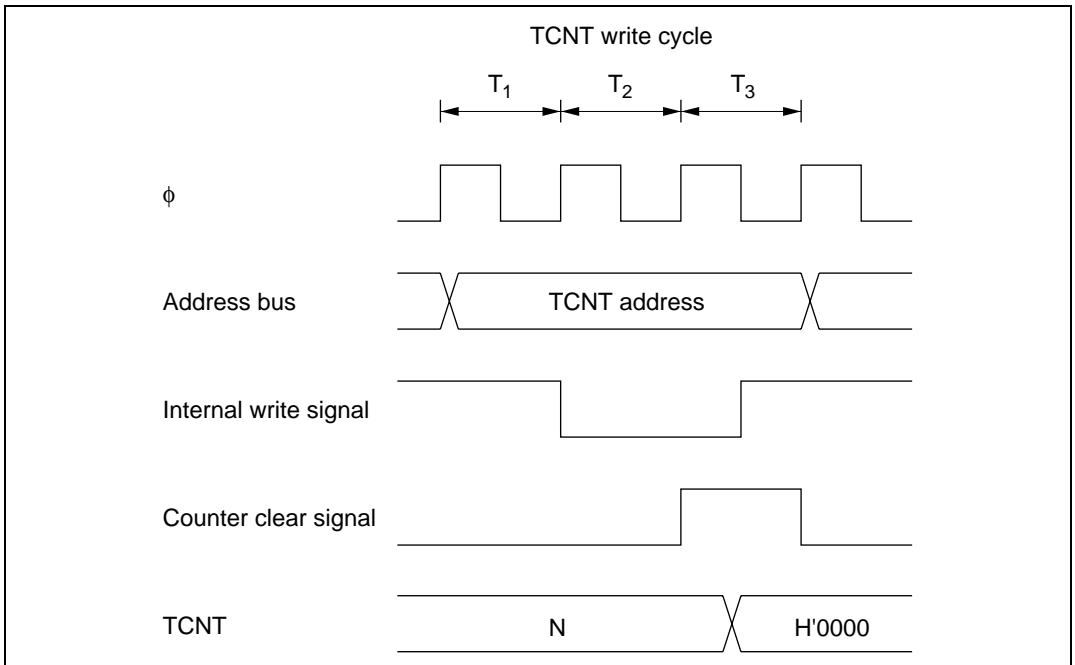 TCNT write cycle
T1 T2 T3
ϕ
Address bus TCNT address
Internal write signal
Counter clear signal
TCNT N H'0000